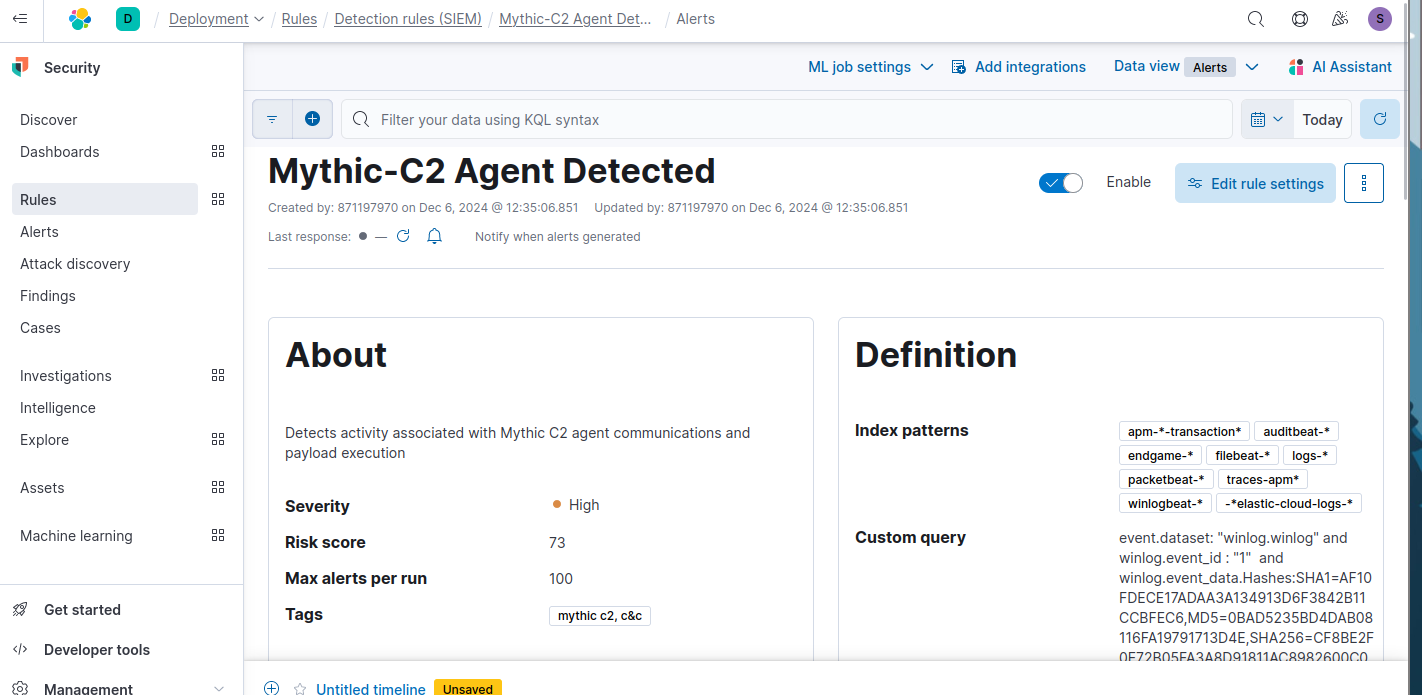 D / Deployment / Rules / Detection rules (SIEM) / Mythic-C2 Agent Det... / Alerts S
Security
Discover
Dashboards
Rules
Alerts
Attack discovery
Findings
Cases
Investigations
Intelligence
Explore
Assets
Machine learning
Get started
Developer tools
Management
ML job settings Add integrations Data view Alerts AI Assistant
Filter your data using KQL syntax Today
Mythic-C2 Agent Detected
Enable Edit rule settings
Created by: 871197970 on Dec 6, 2024 @ 12:35:06.851 Updated by: 871197970 on Dec 6, 2024 @ 12:35:06.851
Last response: — Notify when alerts generated
About
Detects activity associated with Mythic C2 agent communications and
payload execution
Severity High
Risk score 73
Max alerts per run 100
Tags mythic c2, c&c
Definition
Index patterns apm-*-transaction* auditbeat-*
endgame-* filebeat-* logs-*
packetbeat-* traces-apm*
winlogbeat-* -*elastic-cloud-logs-*
Custom query event.dataset: "winlog.winlog" and
winlog.event_id : "1" and
winlog.event_data.Hashes:SHA1=AF10
FDECE17ADAA3A134913D6F3842B11
CCBFEC6,MD5=0BAD5235BD4DAB08
116FA19791713D4E,SHA256=CF8BE2F
0E72B05FA3A8D91811AC8982600C0
Untitled timeline Unsaved